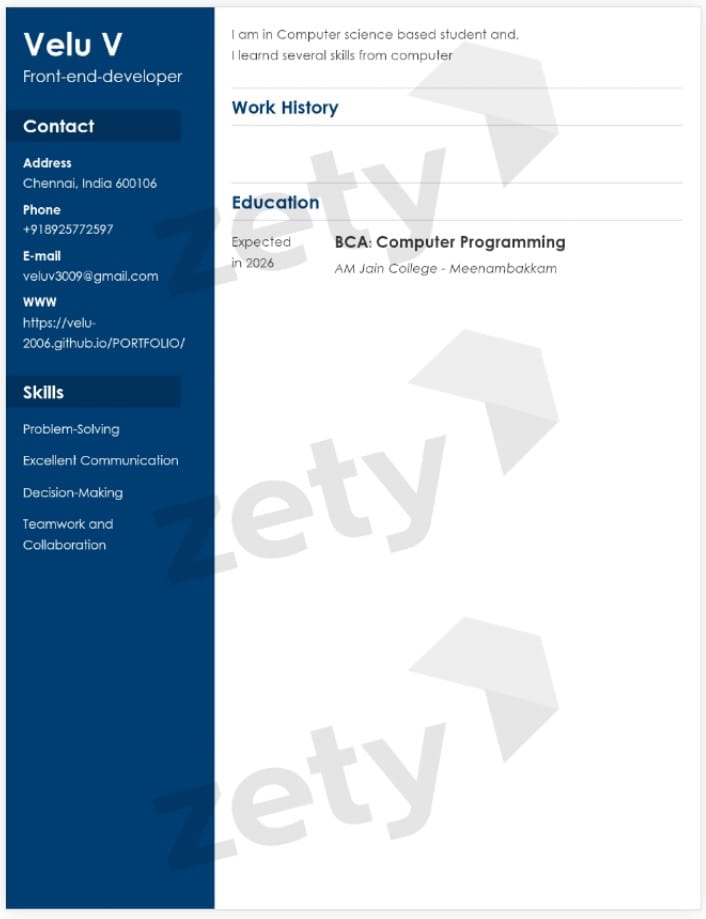 Velu V
Front-end-developer
Contact
Address
Chennai, India 600106
Phone
+918925772597
E-mail
veluv3009@gmail.com
WWW
https://velu-
2006.github.io/PORTFOLIO/
Skills
Problem-Solving
Excellent Communication
Decision-Making
Teamwork and
Collaboration
I am in Computer science based student and,
I learnd several skills from computer
Work History
Education
Expected
in 2026
BCA: Computer Programming
AM Jain College - Meenambakkam
zety
zety
zety